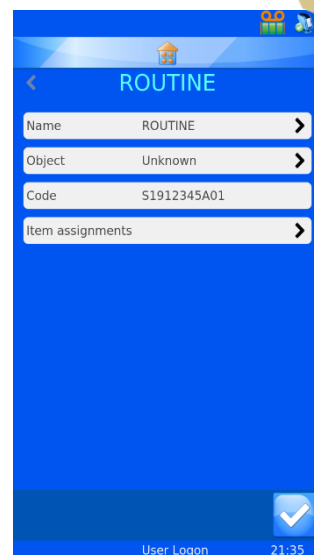 ROUTINE
Name ROUTINE
Object Unknown
Code S1912345A01
Item assignments
User Logon 21:35